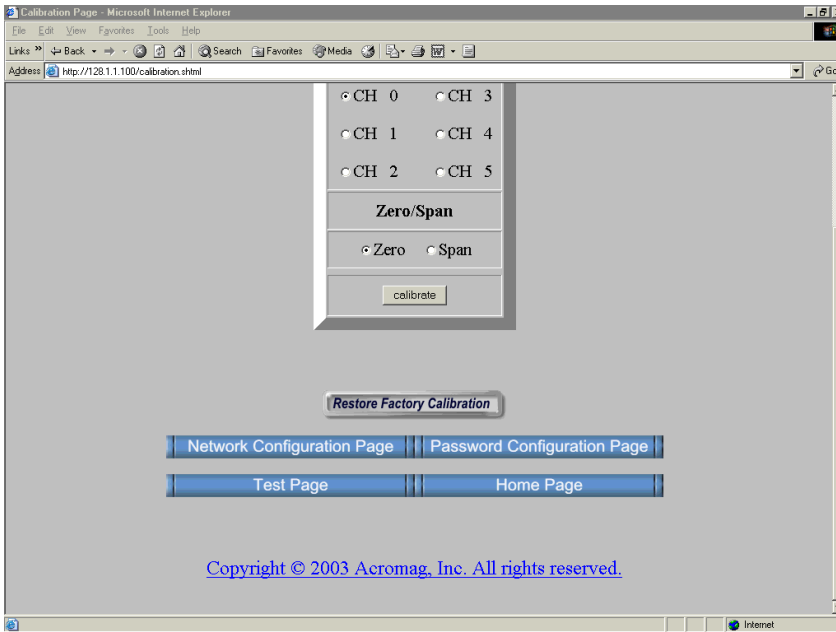 Calibration Page - Microsoft Internet Explorer
File Edit View Favorites Tools Help
Links » Back Search Favorites Media
Address http://128.1.1.100/calibration.shtml Go
CH 0 CH 3
CH 1 CH 4
CH 2 CH 5
Zero/Span
Zero Span
calibrate
Restore Factory Calibration
Network Configuration Page Password Configuration Page
Test Page Home Page
Copyright © 2003 Acromag, Inc. All rights reserved.
Internet